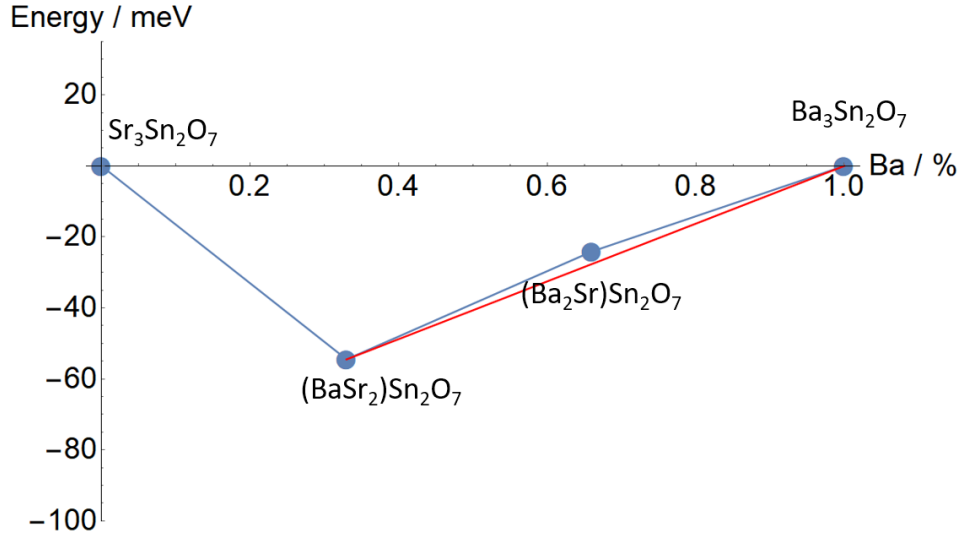 Energy / meV
20
Sr₃Sn₂O₇
Ba₃Sn₂O₇
0
0.2
0.4
0.6
0.8
1.0
Ba / %
−20
(Ba₂Sr)Sn₂O₇
−40
−60
(BaSr₂)Sn₂O₇
−80
−100